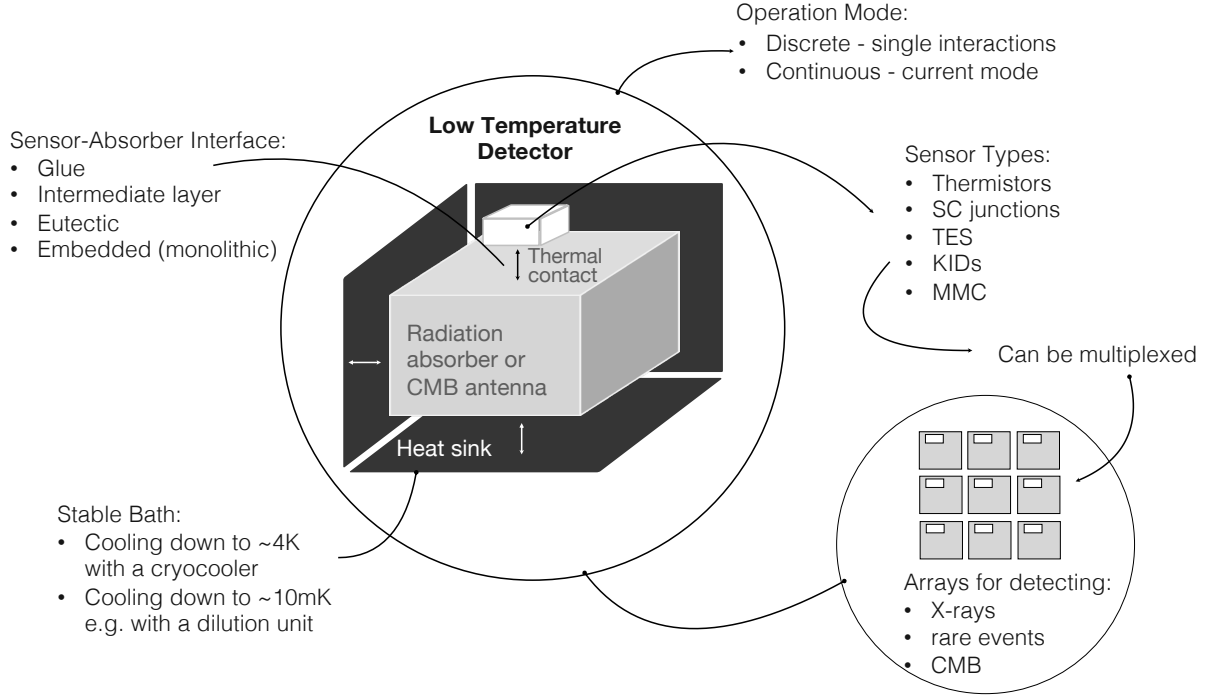 Operation Mode:
• Discrete - single interactions
• Continuous - current mode
Low Temperature
Detector
Sensor-Absorber Interface:
• Glue
• Intermediate layer
• Eutectic
• Embedded (monolithic)
Sensor Types:
• Thermistors
• SC junctions
• TES
• KIDs
• MMC
Thermal
contact
Radiation
absorber or
CMB antenna
Can be multiplexed
Heat sink
Stable Bath:
• Cooling down to ~4K
with a cryocooler
• Cooling down to ~10mK
e.g. with a dilution unit
Arrays for detecting:
• X-rays
• rare events
• CMB